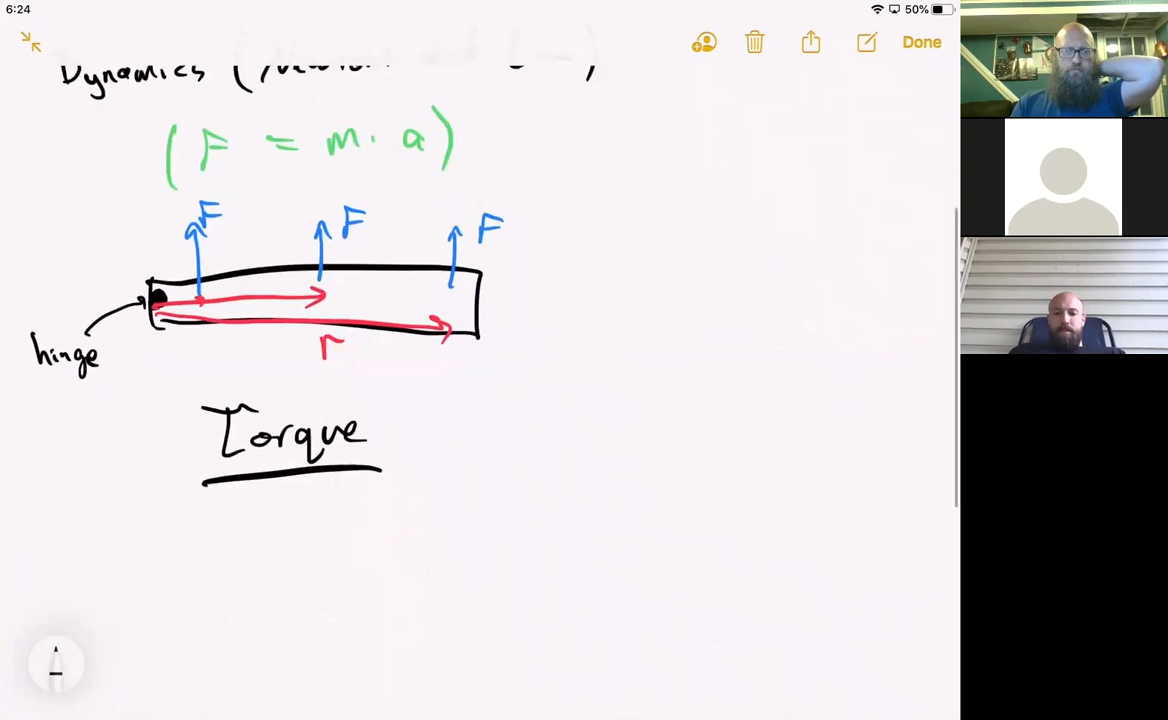 6:24
50%
Done
Dynamics (
(F = m. a)
F F F
hinge
r
Torque